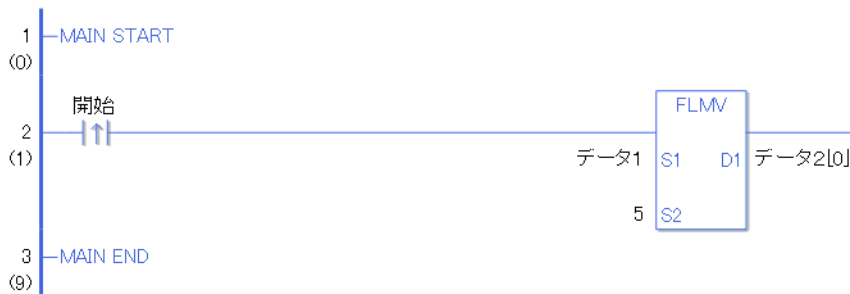 1 MAIN START
(0)
開始
FLMV
2
(1)
データ1 S1 D1 データ2[0]
5 S2
3 MAIN END
(9)